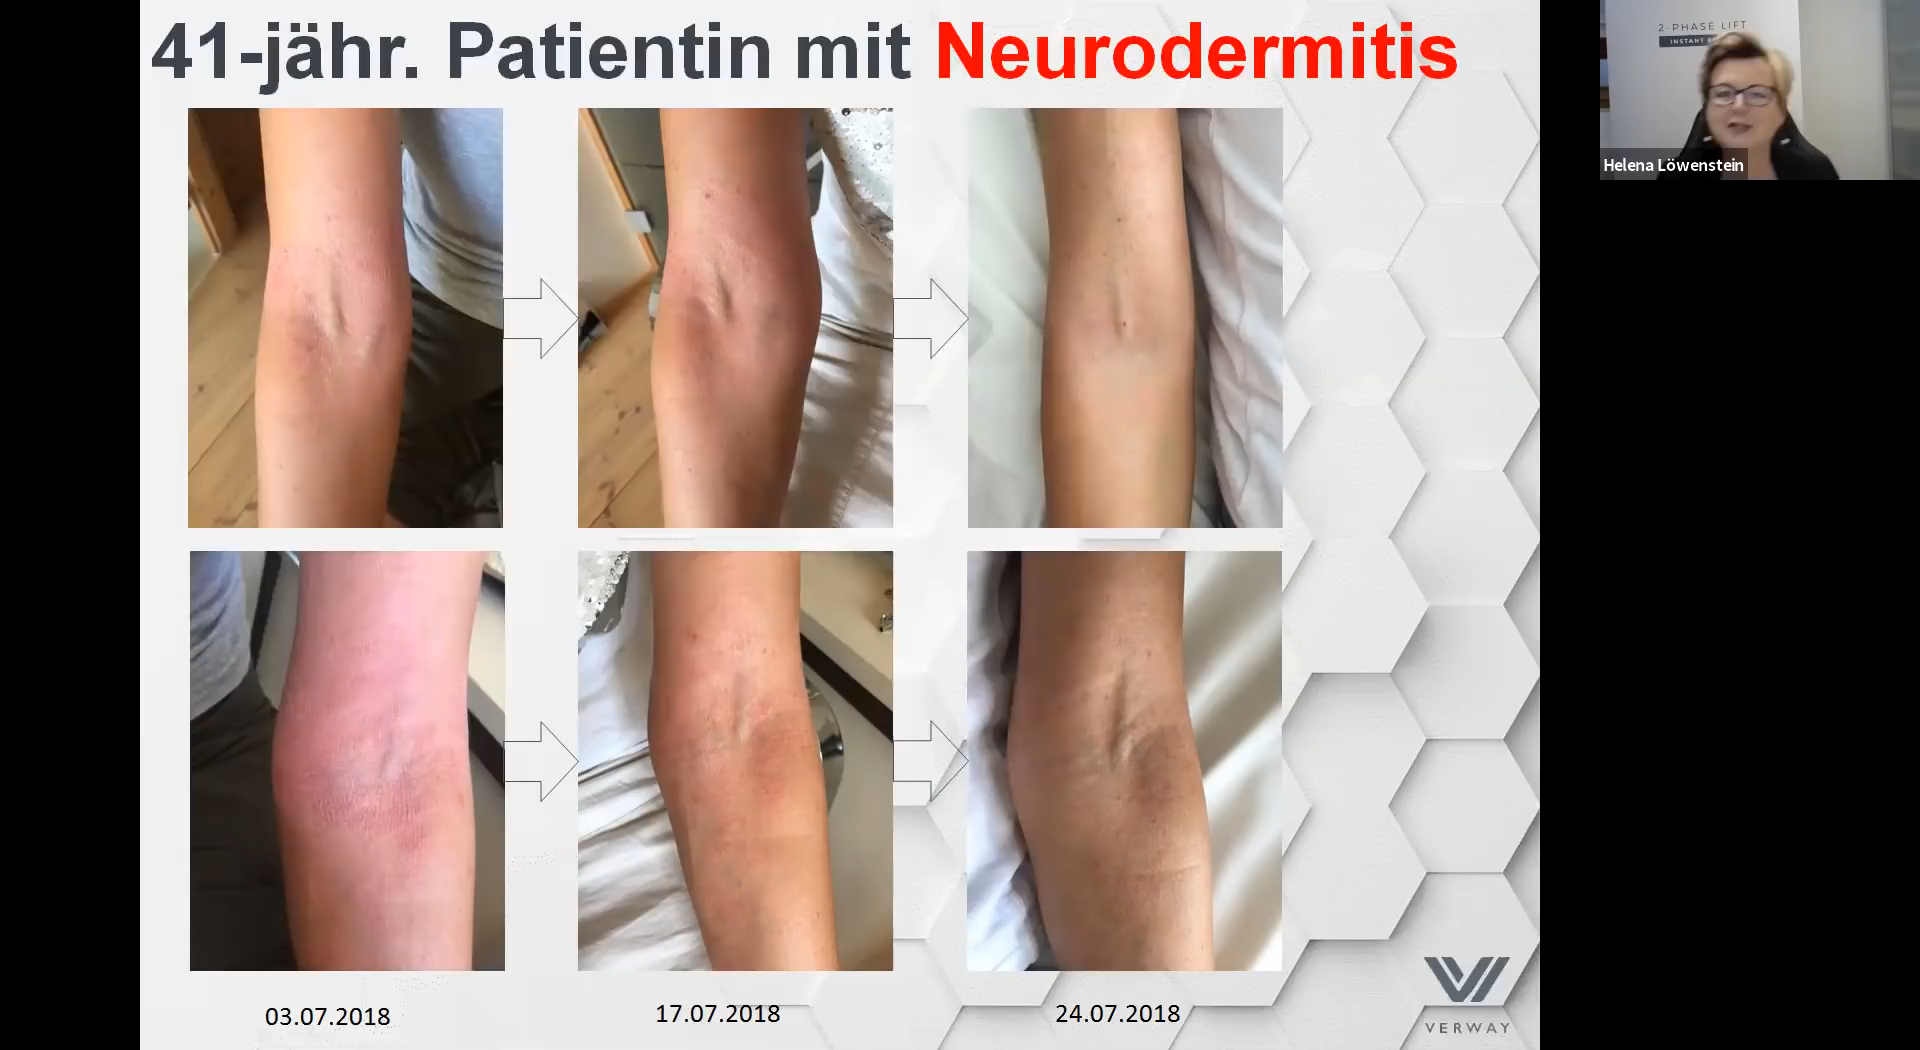 41-jähr. Patientin mit Neurodermitis
2-PHASE LIFT
INSTANT
Helena Löwenstein
03.07.2018
17.07.2018
24.07.2018
VERWAY